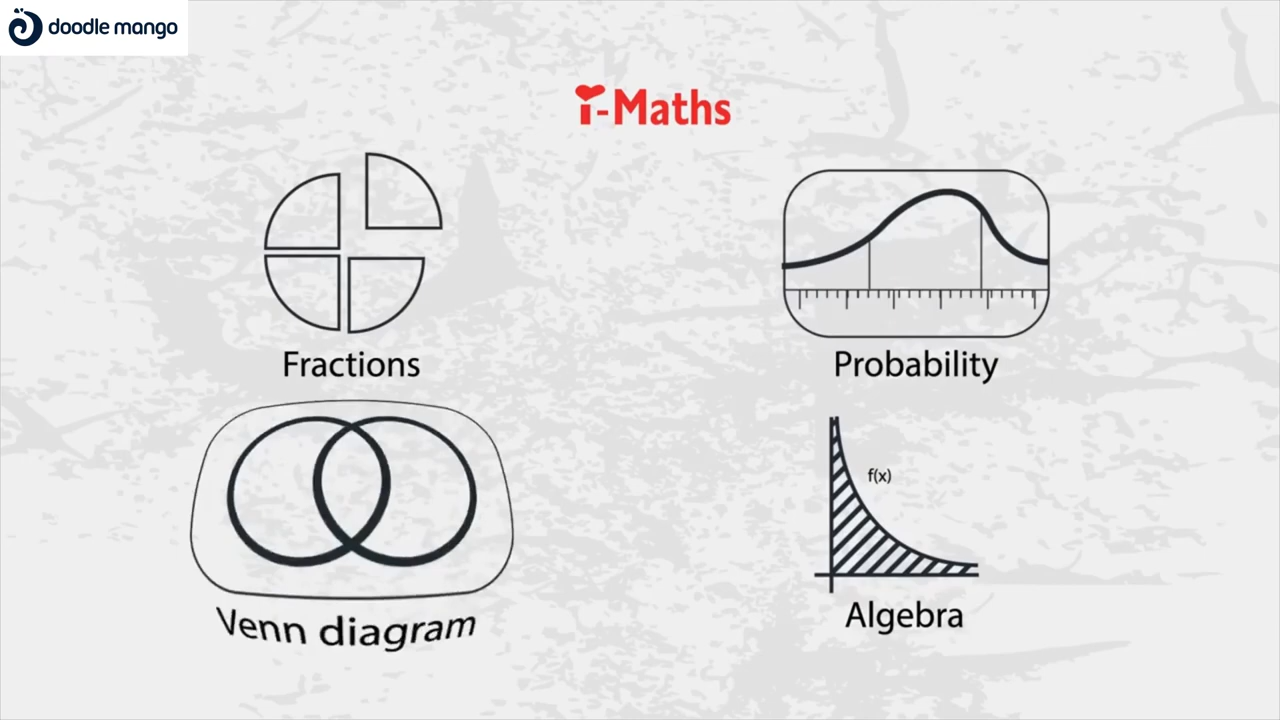 doodle mango
i-Maths
Fractions
Probability
f(x)
Venn diagram
Algebra